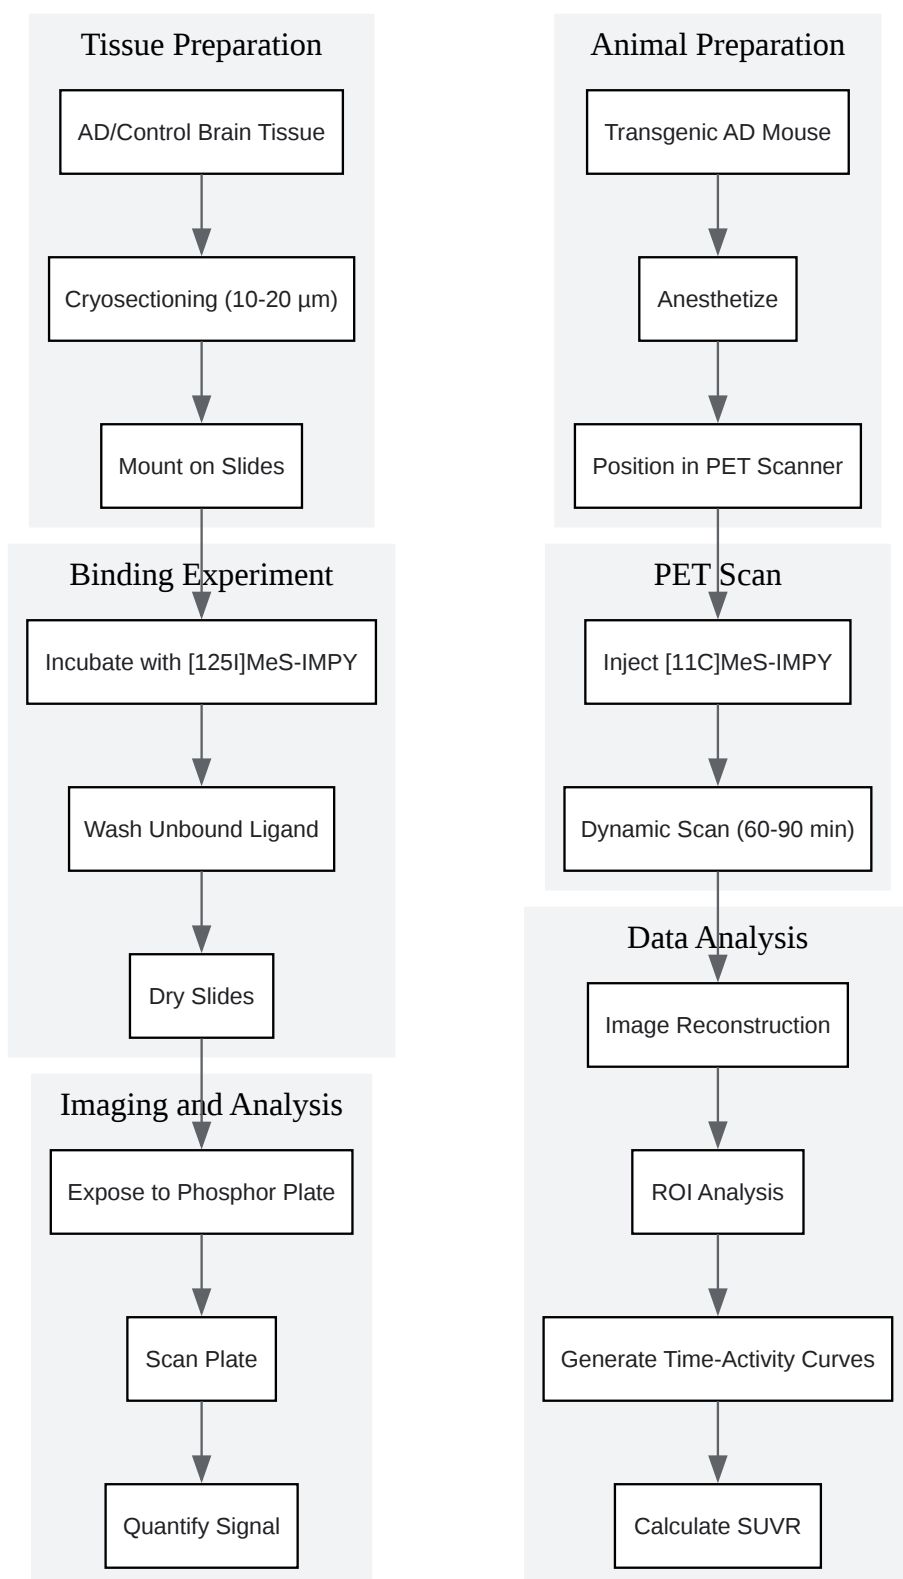 Tissue Preparation
AD/Control Brain Tissue
Cryosectioning (10-20 µm)
Mount on Slides
Binding Experiment
Incubate with [125I]MeS-IMPY
Wash Unbound Ligand
Dry Slides
Imaging and Analysis
Expose to Phosphor Plate
Scan Plate
Quantify Signal
Animal Preparation
Transgenic AD Mouse
Anesthetize
Position in PET Scanner
PET Scan
Inject [11C]MeS-IMPY
Dynamic Scan (60-90 min)
Data Analysis
Image Reconstruction
ROI Analysis
Generate Time-Activity Curves
Calculate SUVR